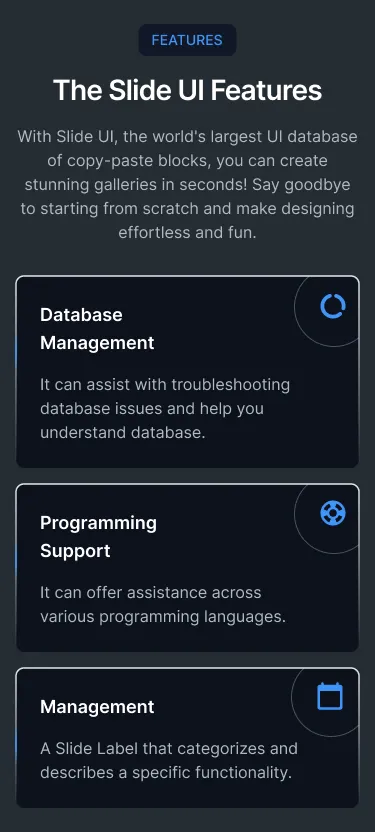 FEATURES
The Slide UI Features
With Slide UI, the world's largest UI database
of copy-paste blocks, you can create
stunning galleries in seconds! Say goodbye
to starting from scratch and make designing
effortless and fun.
Database
Management
It can assist with troubleshooting
database issues and help you
understand database.
Programming
Support
It can offer assistance across
various programming languages.
Management
A Slide Label that categorizes and
describes a specific functionality.